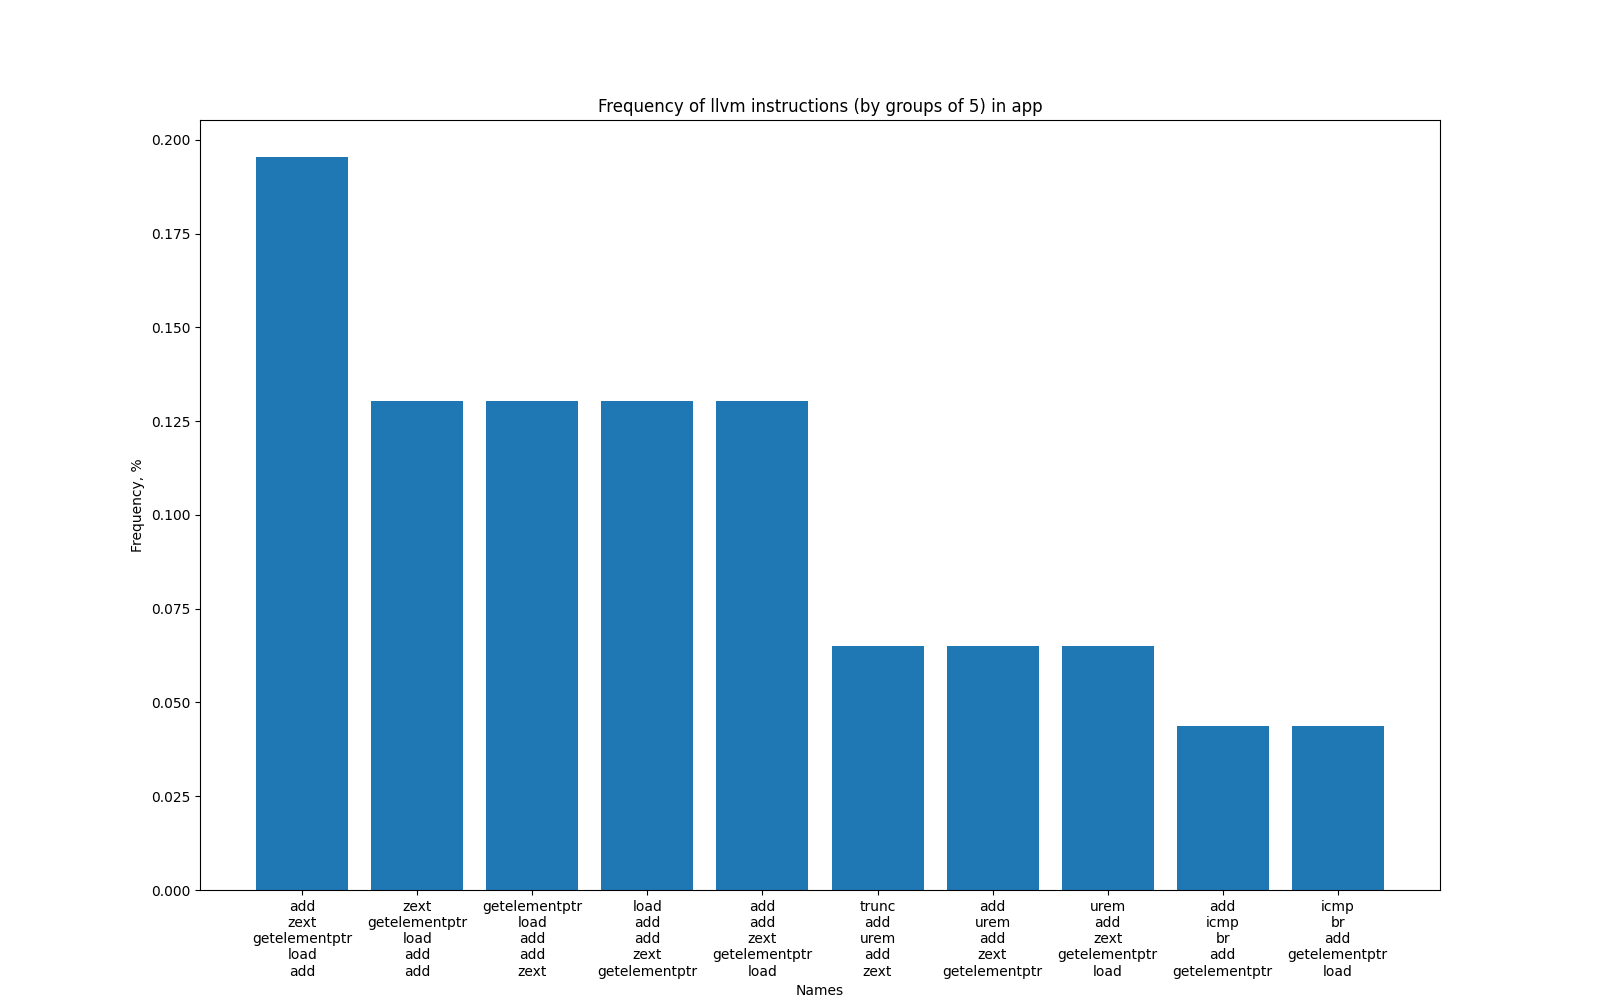 Frequency of llvm instructions (by groups of 5) in app
0.200
0.175
0.150
0.125
0.100
0.075
0.050
0.025
0.000
Frequency, %
add
zext
getelementptr
load
add
zext
getelementptr
load
add
add
getelementptr
load
add
add
zext
load
add
add
zext
getelementptr
add
add
zext
getelementptr
load
trunc
add
urem
add
zext
add
urem
add
zext
getelementptr
urem
add
zext
getelementptr
load
add
icmp
br
add
getelementptr
icmp
br
add
getelementptr
load
Names